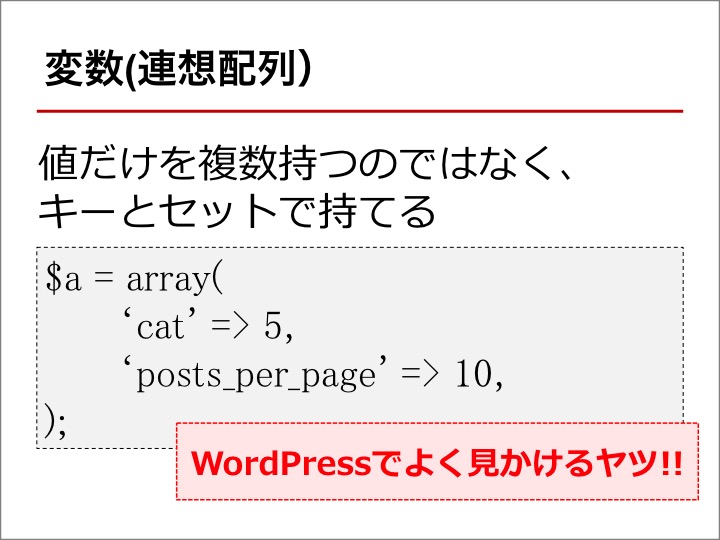 変数(連想配列）
値だけを複数持つのではなく、
キーとセットで持てる
$a = array(
‘cat’ => 5,
‘posts_per_page’ => 10,
);
WordPressでよく見かけるヤツ!!